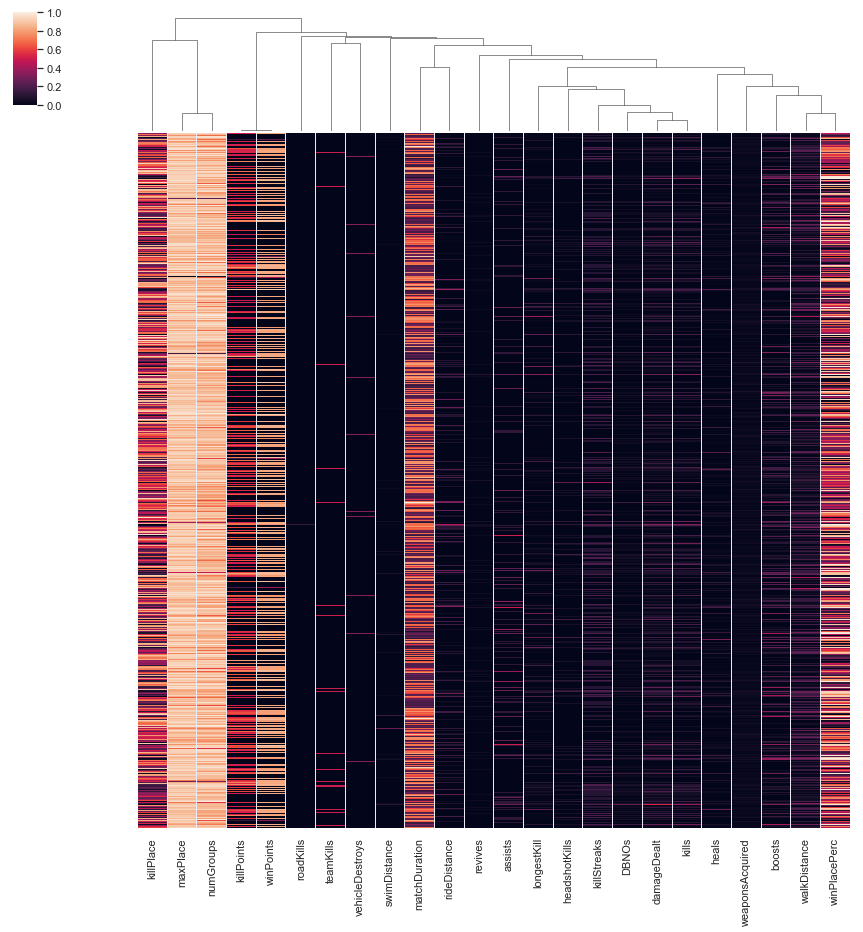 1.0
0.8
0.6
0.4
0.2
0.0
killPlace
maxPlace
numGroups
killPoints
winPoints
roadKills
teamKills
vehicleDestroys
swimDistance
matchDuration
rideDistance
revives
assists
longestKill
headshotKills
killStreaks
DBNOs
damageDealt
kills
heals
weaponsAcquired
boosts
walkDistance
winPlacePerc